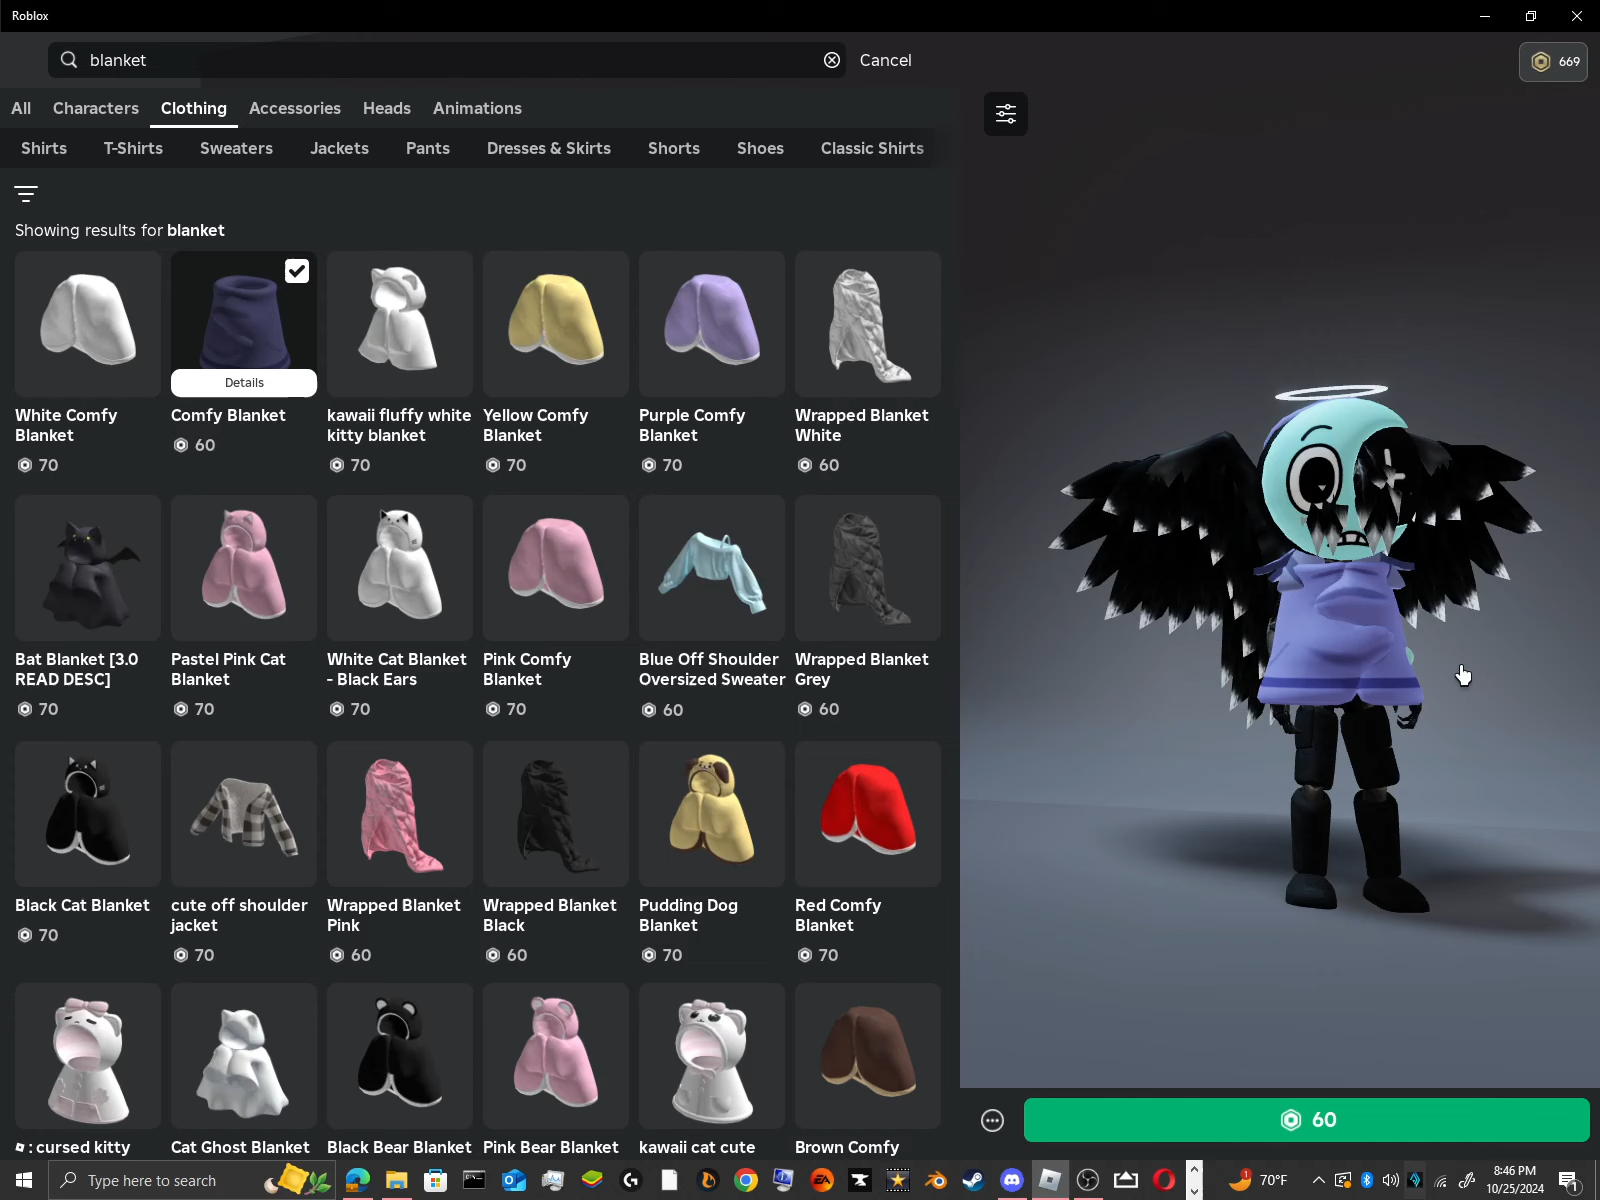 Roblox
blanket
Cancel
669
All Characters Clothing Accessories Heads Animations
Shirts T-Shirts Sweaters Jackets Pants Dresses & Skirts Shorts Shoes Classic Shirts
Showing results for blanket
Details
White Comfy
Blanket
70
Comfy Blanket
60
kawaii fluffy white
kitty blanket
70
Yellow Comfy
Blanket
70
Purple Comfy
Blanket
70
Wrapped Blanket
White
60
Bat Blanket [3.0
READ DESC]
70
Pastel Pink Cat
Blanket
70
White Cat Blanket
- Black Ears
70
Pink Comfy
Blanket
70
Blue Off Shoulder
Oversized Sweater
60
Wrapped Blanket
Grey
60
Black Cat Blanket
70
cute off shoulder
jacket
70
Wrapped Blanket
Pink
60
Wrapped Blanket
Black
60
Pudding Dog
Blanket
70
Red Comfy
Blanket
70
: cursed kitty
Cat Ghost Blanket
Black Bear Blanket
Pink Bear Blanket
kawaii cat cute
Brown Comfy
60
Type here to search
70°F
8:46 PM
10/25/2024
1
1